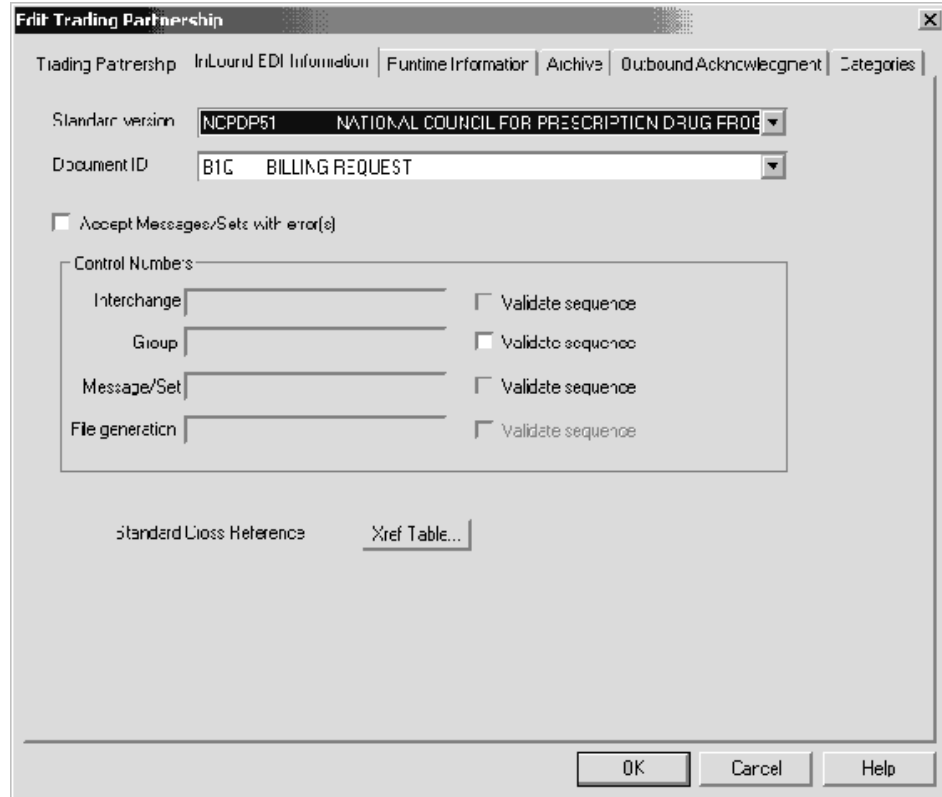 Edit Trading Partnership
Trading Partnership Inbound EDI Information Runtime Information Archive Outbound Acknowledgment Categories
Standard version NCPDP51 NATIONAL COUNCIL FOR PRESCRIPTION DRUG PROG
Document ID B1Q BILLING REQUEST
Accept Messages/Sets with error(s)
Control Numbers
Interchange Validate sequence
Group Validate sequence
Message/Set Validate sequence
File generation Validate sequence
Standard Cross Reference Xref Table...
OK Cancel Help